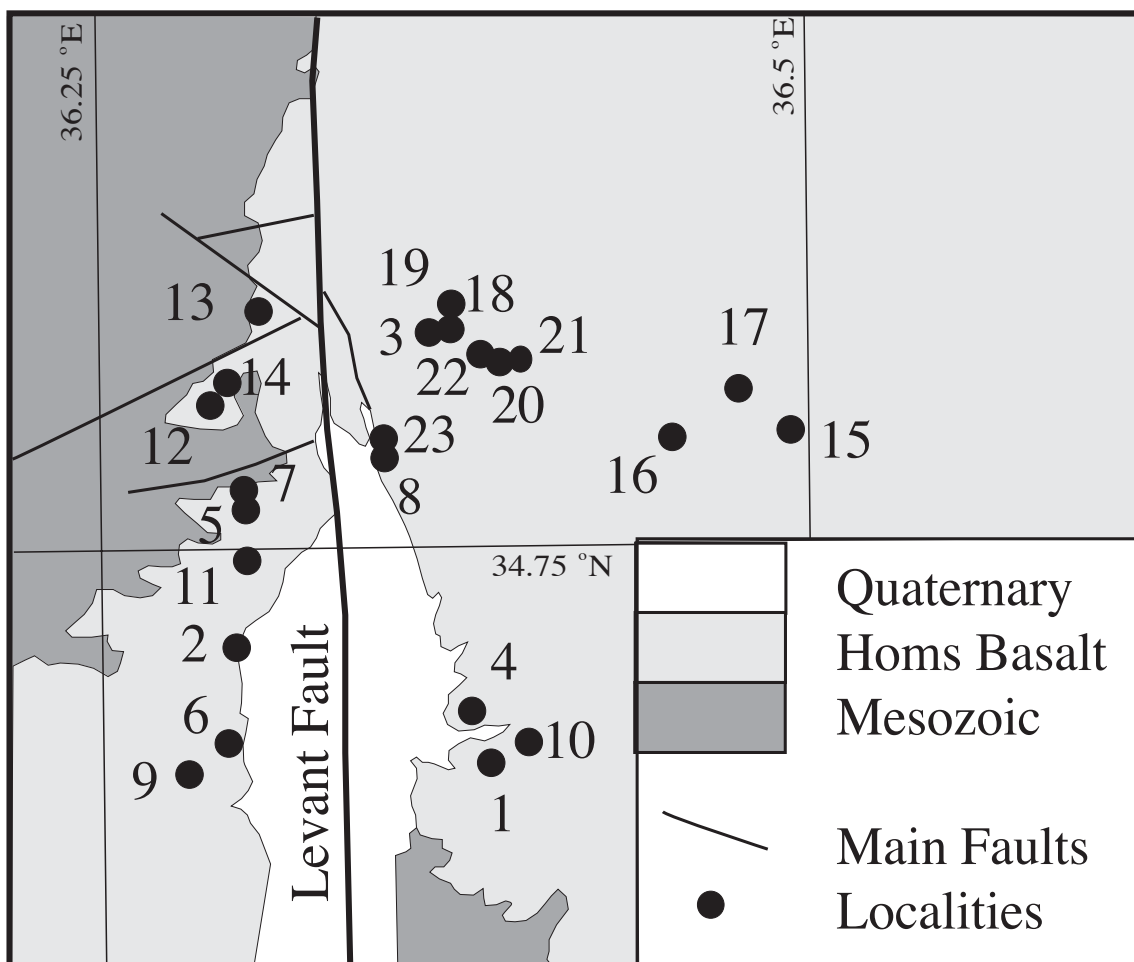 36.25 °E
36.5 °E
19
18
13
3
21
17
22
14
20
23
15
12
16
7
8
5
34.75 °N
11
Quaternary
2
Homs Basalt
4
6
Mesozoic
10
9
1
Levant Fault
Main Faults
Localities